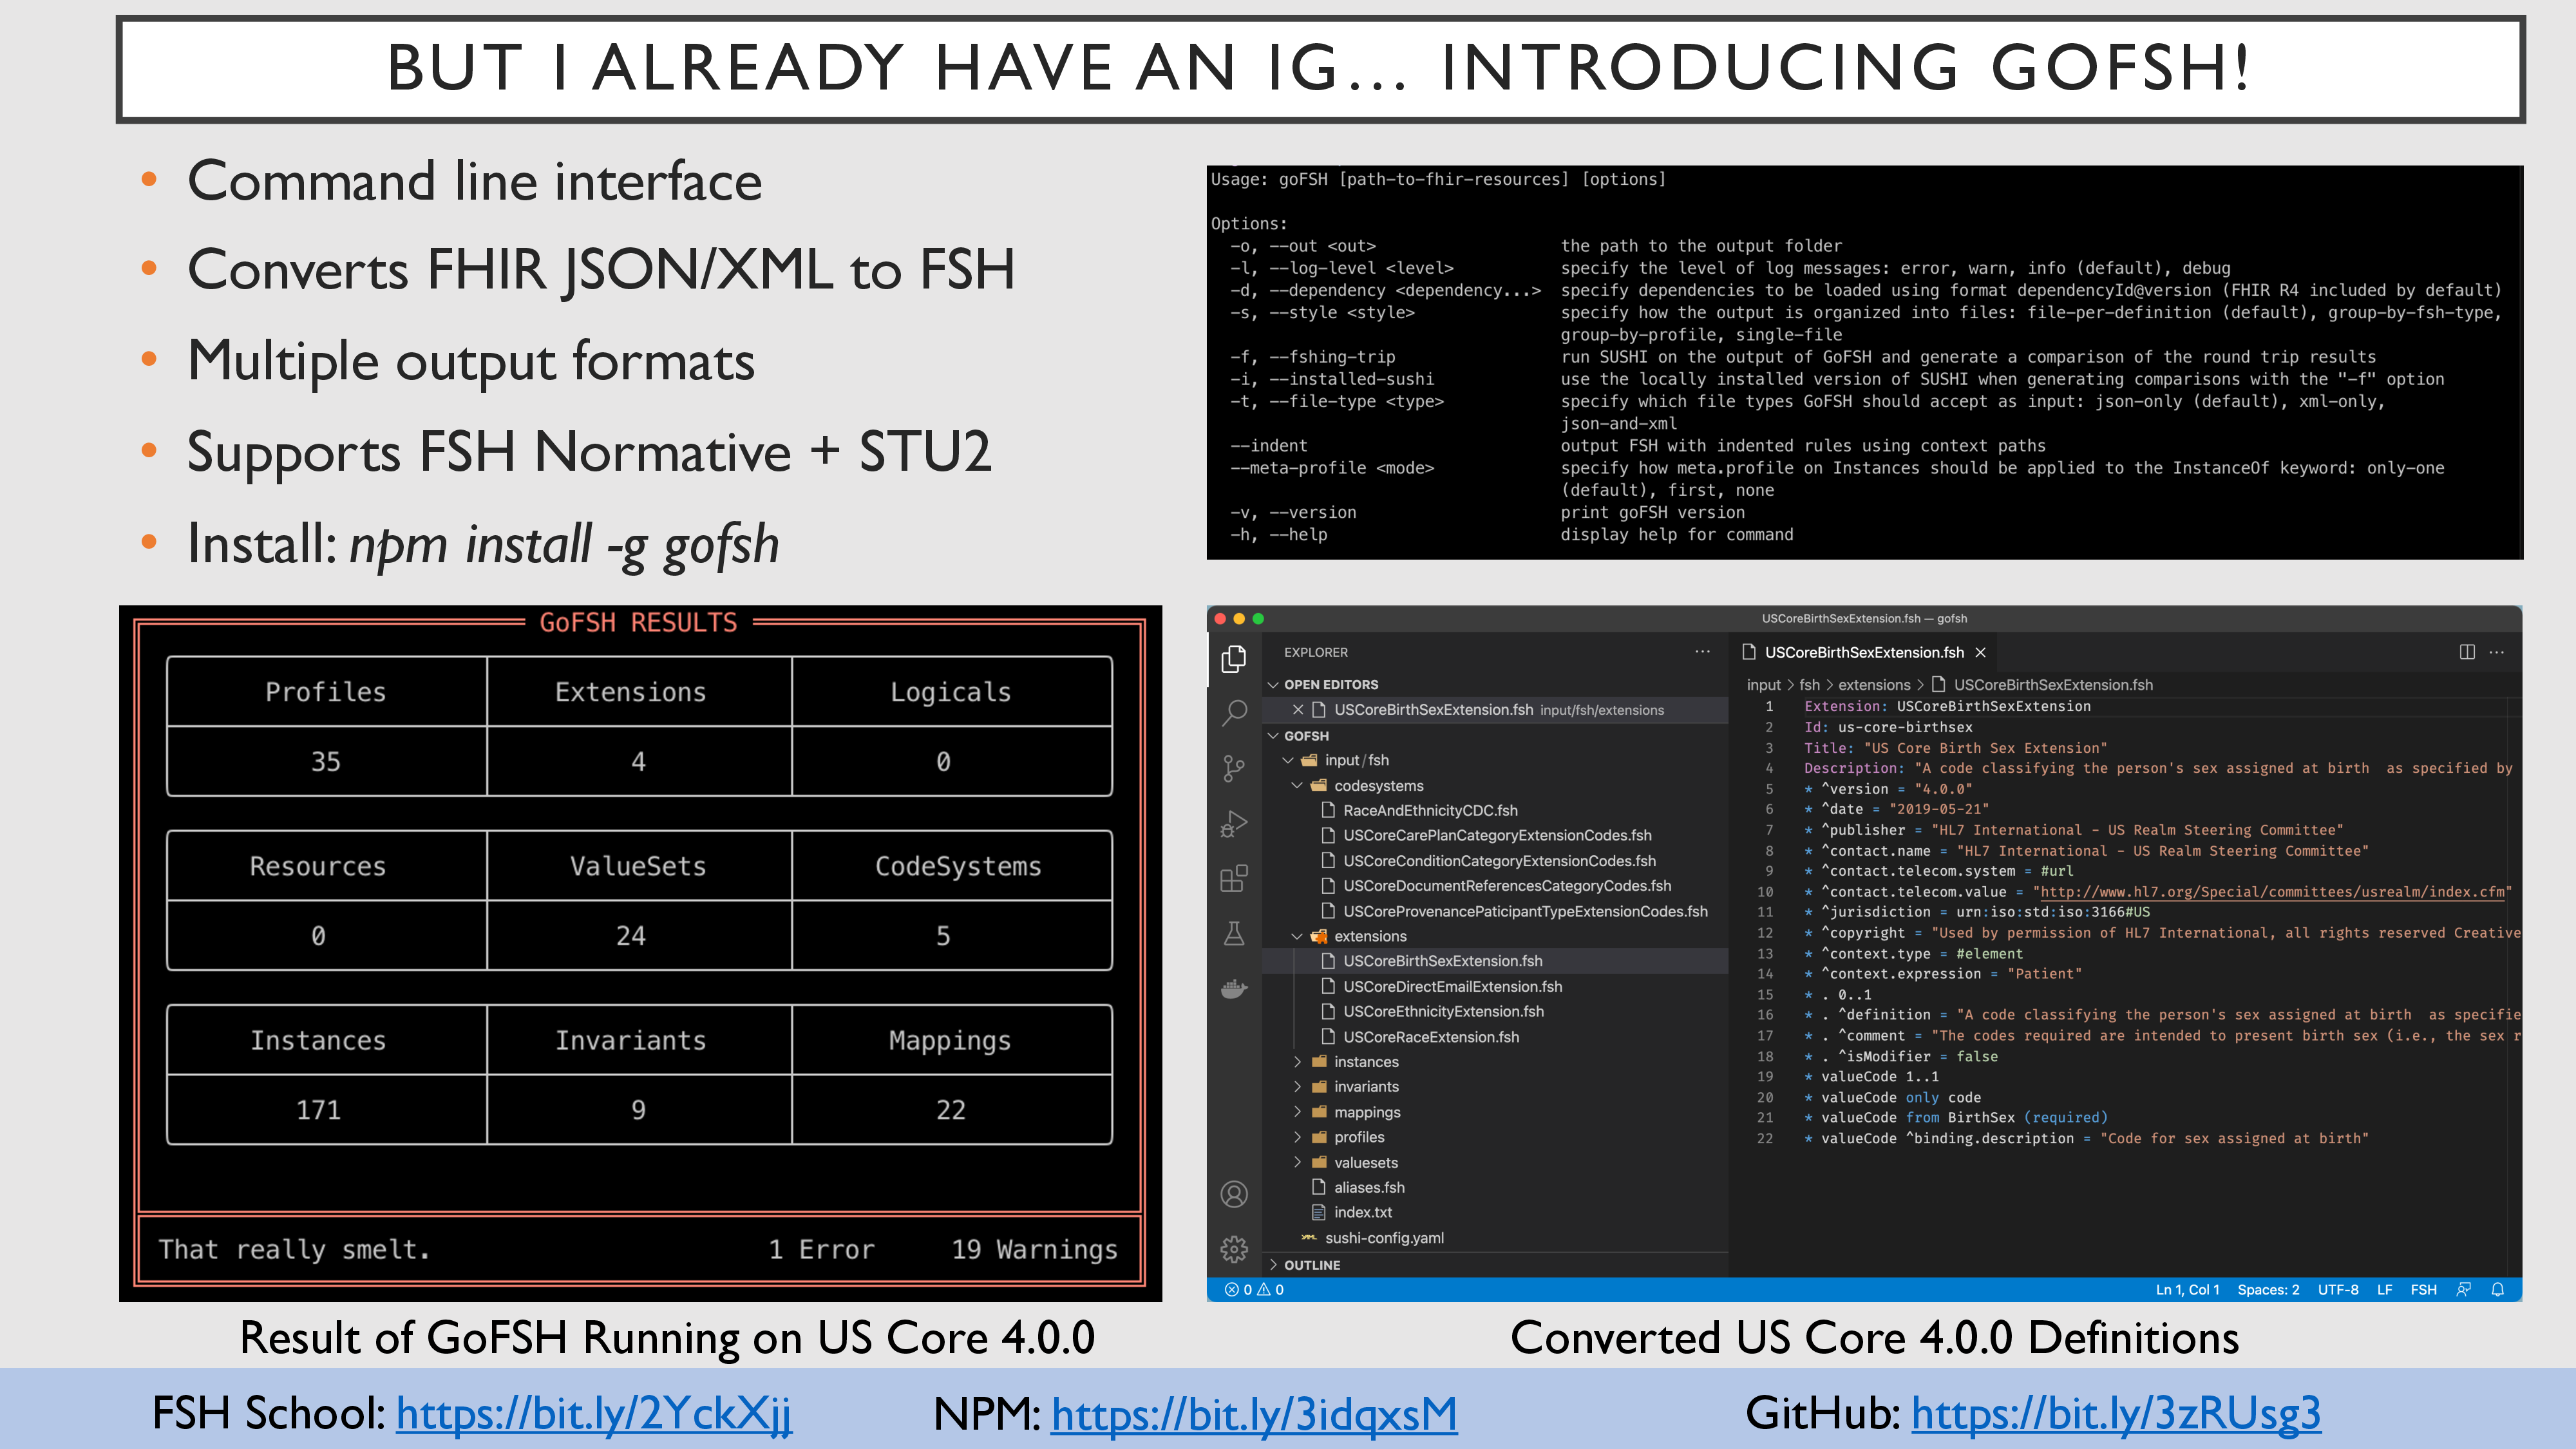 BUT I ALREADY HAVE AN IG... INTRODUCING GOFSH!
• Command line interface
• Converts FHIR JSON/XML to FSH
• Multiple output formats
• Supports FSH Normative + STU2
• Install: npm install -g gofsh
Usage: goFSH [path-to-fhir-resources] [options]
Options:
-o, --out <out> the path to the output folder
-l, --log-level <level> specify the level of log messages: error, warn, info (default), debug
-d, --dependency <dependency...> specify dependencies to be loaded using format dependencyId@version (FHIR R4 included by default)
-s, --style <style> specify how the output is organized into files: file-per-definition (default), group-by-fsh-type,
group-by-profile, single-file
-f, --fshing-trip run SUSHI on the output of GoFSH and generate a comparison of the round trip results
-i, --installed-sushi use the locally installed version of SUSHI when generating comparisons with the "-f" option
-t, --file-type <type> specify which file types GoFSH should accept as input: json-only (default), xml-only,
json-and-xml
--indent output FSH with indented rules using context paths
--meta-profile <mode> specify how meta.profile on Instances should be applied to the InstanceOf keyword: only-one
(default), first, none
-v, --version print goFSH version
-h, --help display help for command
GoFSH RESULTS
Profiles Extensions Logicals
35 4 0
Resources ValueSets CodeSystems
0 24 5
Instances Invariants Mappings
171 9 22
That really smelt. 1 Error 19 Warnings
Result of GoFSH Running on US Core 4.0.0
USCoreBirthSexExtension.fsh — gofsh
EXPLORER
OPEN EDITORS
USCoreBirthSexExtension.fsh input/fsh/extensions
GOFSH
input/fsh
codesystems
RaceAndEthnicityCDC.fsh
USCoreCarePlanCategoryExtensionCodes.fsh
USCoreConditionCategoryExtensionCodes.fsh
USCoreDocumentReferencesCategoryCodes.fsh
USCoreProvenancePaticipantTypeExtensionCodes.fsh
extensions
USCoreBirthSexExtension.fsh
USCoreDirectEmailExtension.fsh
USCoreEthnicityExtension.fsh
USCoreRaceExtension.fsh
instances
invariants
mappings
profiles
valuesets
aliases.fsh
index.txt
sushi-config.yaml
OUTLINE
USCoreBirthSexExtension.fsh
input > fsh > extensions > USCoreBirthSexExtension.fsh
1 Extension: USCoreBirthSexExtension
2 Id: us-core-birthsex
3 Title: "US Core Birth Sex Extension"
4 Description: "A code classifying the person's sex assigned at birth  as specified by
5 * ^version = "4.0.0"
6 * ^date = "2019-05-21"
7 * ^publisher = "HL7 International - US Realm Steering Committee"
8 * ^contact.name = "HL7 International - US Realm Steering Committee"
9 * ^contact.telecom.system = #url
10 * ^contact.telecom.value = "http://www.hl7.org/Special/committees/usrealm/index.cfm"
11 * ^jurisdiction = urn:iso:std:iso:3166#US
12 * ^copyright = "Used by permission of HL7 International, all rights reserved Creative
13 * ^context.type = #element
14 * ^context.expression = "Patient"
15 * . 0..1
16 * . ^definition = "A code classifying the person's sex assigned at birth  as specifie
17 * . ^comment = "The codes required are intended to present birth sex (i.e., the sex r
18 * . ^isModifier = false
19 * valueCode 1..1
20 * valueCode only code
21 * valueCode from BirthSex (required)
22 * valueCode ^binding.description = "Code for sex assigned at birth"
0 0 Ln 1, Col 1 Spaces: 2 UTF-8 LF FSH
Converted US Core 4.0.0 Definitions
FSH School: https://bit.ly/2YckXjj NPM: https://bit.ly/3idqxsM GitHub: https://bit.ly/3zRUsg3